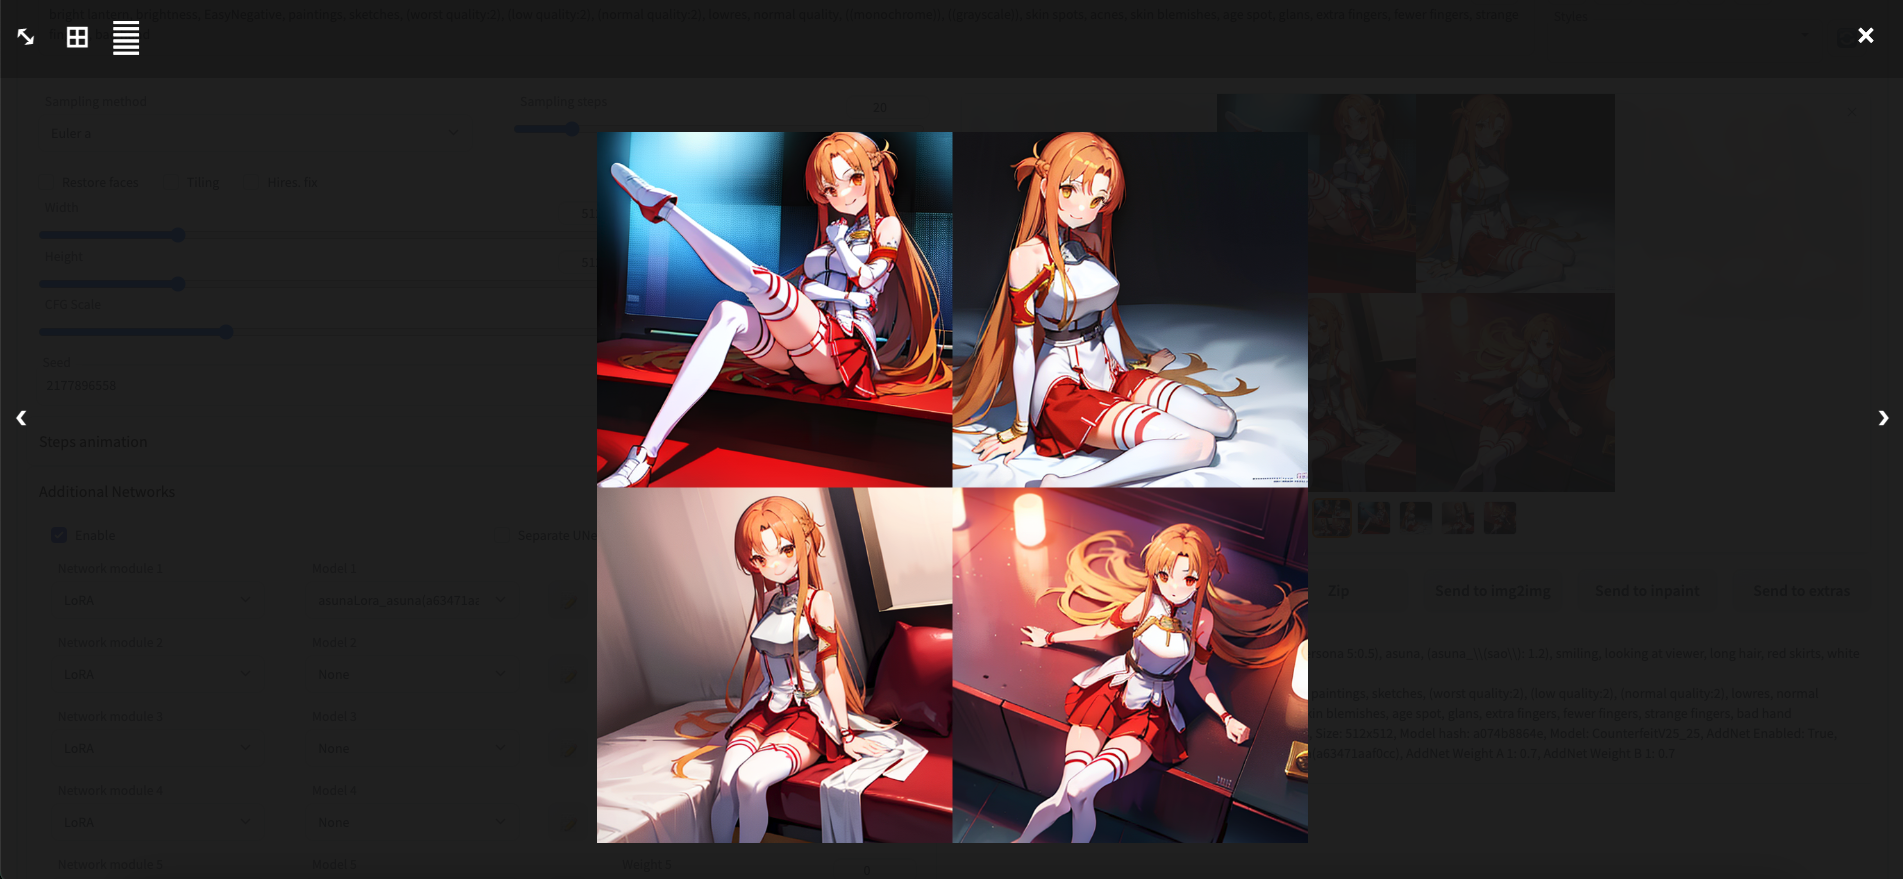 bright lantern, brightness, EasyNegative, paintings, sketches, (worst quality:2), (low quality:2), (normal quality:2), lowres, normal quality, ((monochrome)), ((grayscale)), skin spots, acnes, skin blemishes, age spot, glans, extra fingers, fewer fingers, strange
Styles
Sampling method
Sampling steps
20
Euler a
Restore faces
Tiling
Hires. fix
Width
Height
CFG Scale
Seed
2177896558
Steps animation
Additional Networks
Enable
Separate UNe
Network module 1
Model 1
LoRA
asunaLora_asuna(a63471a
Zip
Send to img2img
Send to inpaint
Send to extras
Network module 2
Model 2
LoRA
None
Network module 3
Model 3
LoRA
None
Network module 4
Model 4
LoRA
None
Network module 5
Model 5
Weight 5
0
5:0.5), asuna, (asuna_\\(sao\\):1.2), smiling, looking at viewer, long hair, red skirts, white
paintings, sketches, (worst quality:2), (low quality:2), (normal quality:2), lowres, normal
blemishes, age spot, glans, extra fingers, fewer fingers, strange fingers, bad hand
Size: 512x512, Model hash: a074b8864e, Model: CounterfeitV25_25, AddNet Enabled: True,
a63471aaf0cc), AddNet Weight A 1: 0.7, AddNet Weight B 1: 0.7